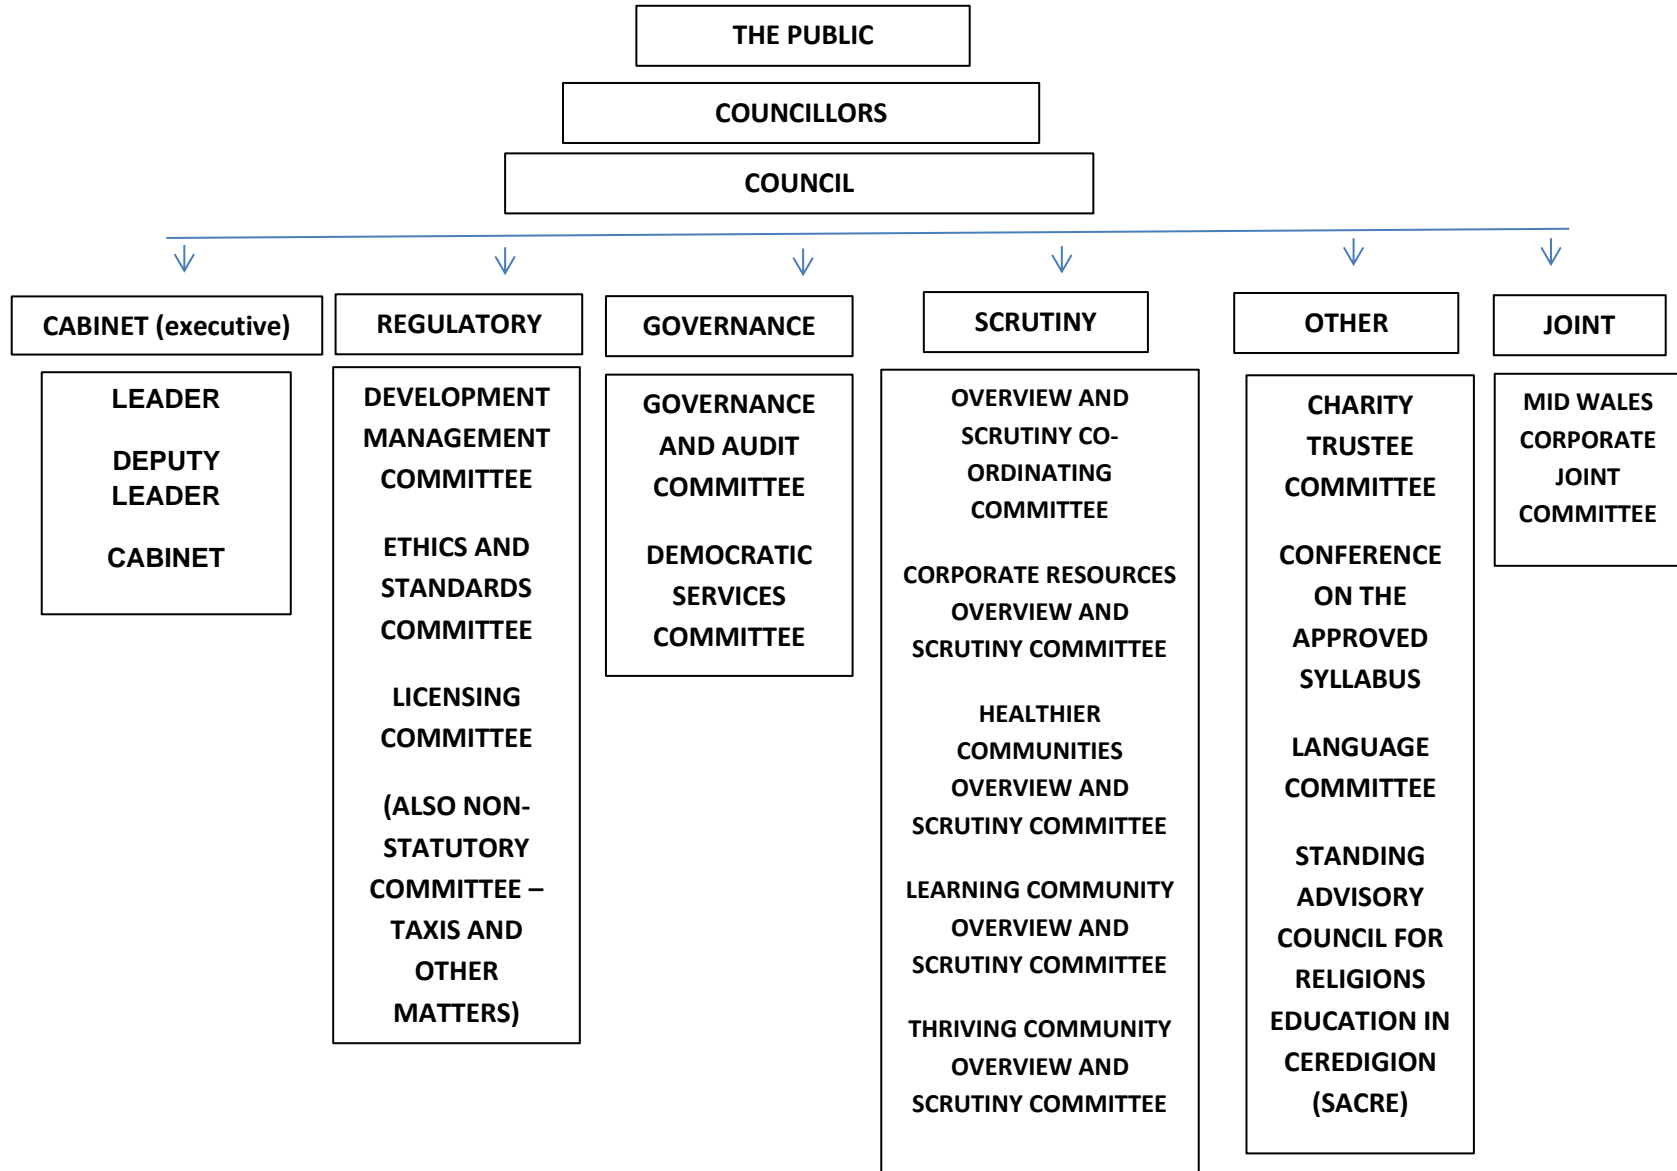 THE PUBLIC
COUNCILLORS
COUNCIL
CABINET (executive)
LEADER
DEPUTY
LEADER
CABINET
REGULATORY
DEVELOPMENT
MANAGEMENT
COMMITTEE
ETHICS AND
STANDARDS
COMMITTEE
LICENSING
COMMITTEE
(ALSO NON-
STATUTORY
COMMITTEE –
TAXIS AND
OTHER
MATTERS)
GOVERNANCE
GOVERNANCE
AND AUDIT
COMMITTEE
DEMOCRATIC
SERVICES
COMMITTEE
SCRUTINY
OVERVIEW AND
SCRUTINY CO-
ORDINATING
COMMITTEE
CORPORATE RESOURCES
OVERVIEW AND
SCRUTINY COMMITTEE
HEALTHIER
COMMUNITIES
OVERVIEW AND
SCRUTINY COMMITTEE
LEARNING COMMUNITY
OVERVIEW AND
SCRUTINY COMMITTEE
THRIVING COMMUNITY
OVERVIEW AND
SCRUTINY COMMITTEE
OTHER
CHARITY
TRUSTEE
COMMITTEE
CONFERENCE
ON THE
APPROVED
SYLLABUS
LANGUAGE
COMMITTEE
STANDING
ADVISORY
COUNCIL FOR
RELIGIONS
EDUCATION IN
CEREDIGION
(SACRE)
JOINT
MID WALES
CORPORATE
JOINT
COMMITTEE